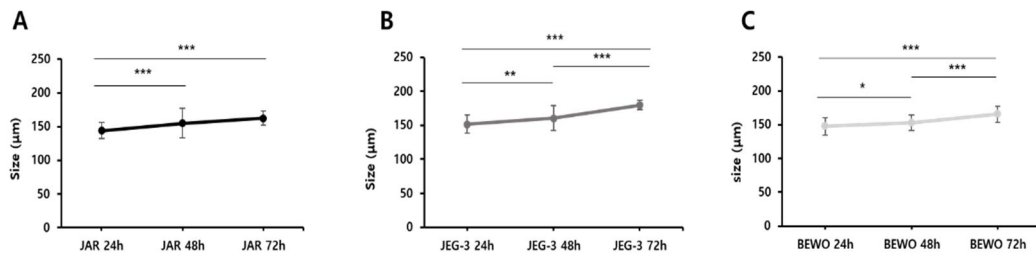 A
***
***
250
200
150
100
50
0
Size (μm)
JAR 24h JAR 48h JAR 72h
B
***
** ***
250
200
150
100
50
0
Size (μm)
JEG-3 24h JEG-3 48h JEG-3 72h
C
***
* ***
250
200
150
100
50
0
size (μm)
BEWO 24h BEWO 48h BEWO 72h